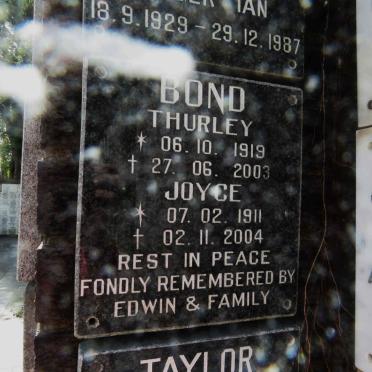 IAN
18.9.1929 - 29.12.1987
BOND
THURLEY
* 06. 10. 1919
† 27. 06. 2003
JOYCE
* 07. 02. 1911
† 02. 11. 2004
REST IN PEACE
FONDLY REMEMBERED BY
EDWIN & FAMILY
TAYLOR